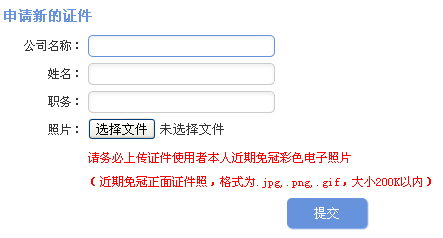 申请新的证件
公司名称：
姓名：
职务：
照片： 选择文件 未选择文件
请务必上传证件使用者本人近期免冠彩色电子照片
（近期免冠正面证件照，格式为.jpg,.png,.gif，大小200K以内）
提交